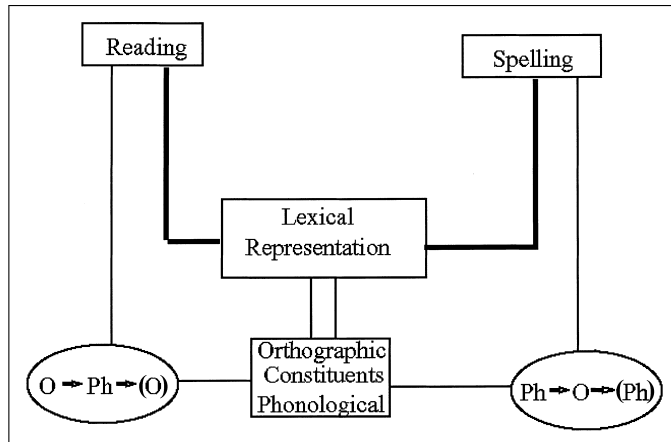 Reading
Spelling
Lexical
Representation
Orthographic
Constituents
Phonological
O → Ph → (O)
Ph → O → (Ph)